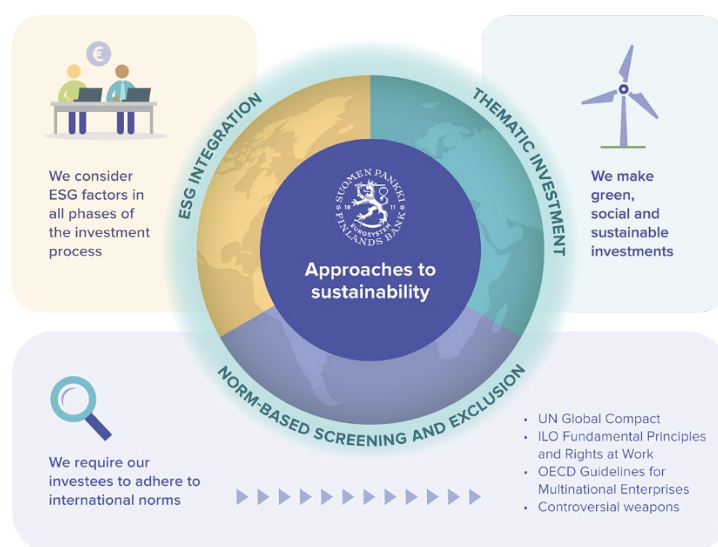 €
ESG INTEGRATION
We consider
ESG factors in
all phases of
the investment
process
THEMATIC INVESTMENT
We make
green,
social and
sustainable
investments
SUOMEN PANKKI
18 11
EUROSYSTEM
FINLANDS BANK
Approaches to
sustainability
NORM-BASED SCREENING AND EXCLUSION
We require our
investees to adhere to
international norms
• UN Global Compact
• ILO Fundamental Principles
and Rights at Work
• OECD Guidelines for
Multinational Enterprises
• Controversial weapons